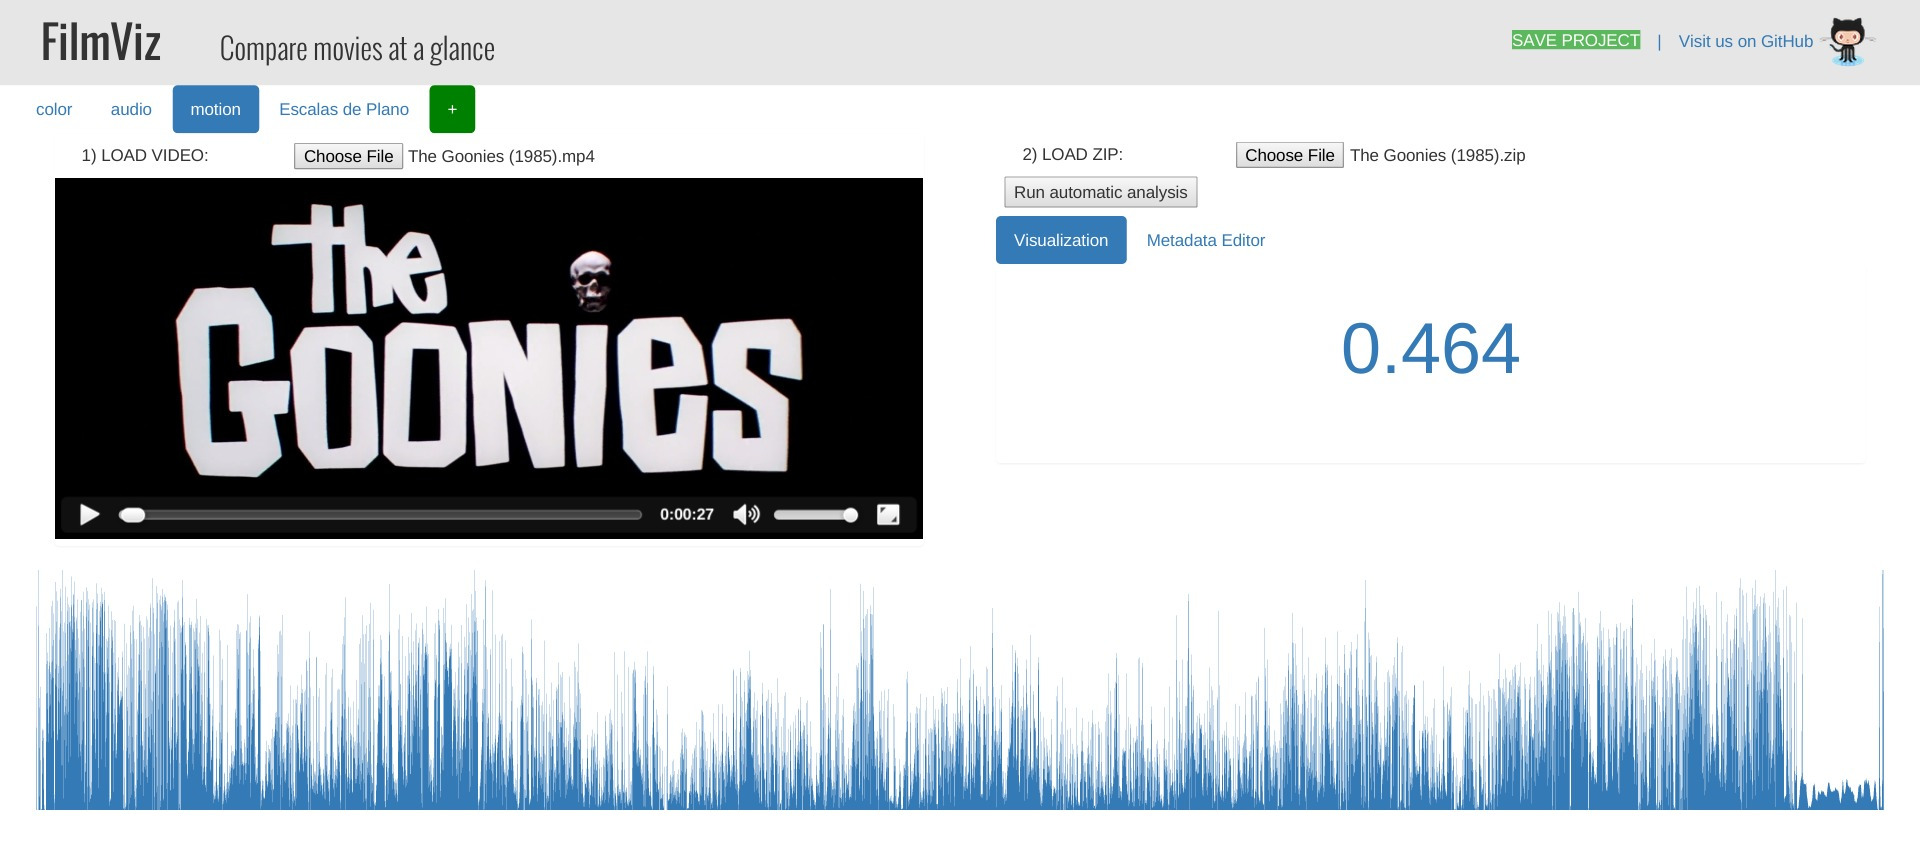 FilmViz Compare movies at a glance SAVE PROJECT | Visit us on GitHub
color audio motion Escalas de Plano +
1) LOAD VIDEO: Choose File The Goonies (1985).mp4
2) LOAD ZIP: Choose File The Goonies (1985).zip
Run automatic analysis
Visualization Metadata Editor
the
GOONiES
0.464
0:00:27